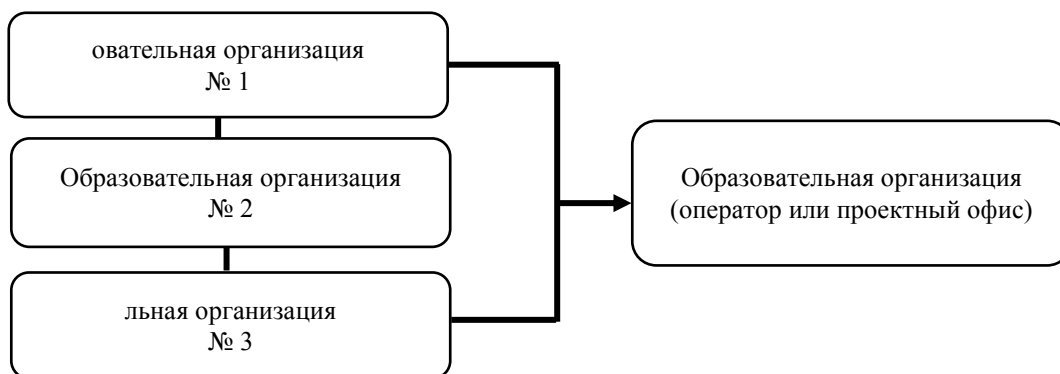 овательная организация
№ 1
Образовательная организация
№ 2
льная организация
№ 3
Образовательная организация
(оператор или проектный офис)